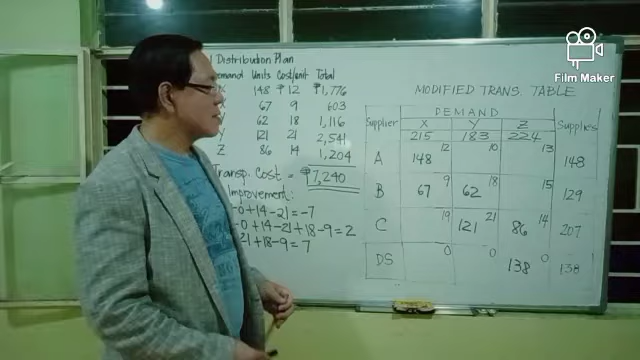 Film Maker
Distribution Plan
emand Units Cost/unit Total
X 148 ₱12 ₱1,776
67 9 603
62 18 1,116
Y 121 21 2,541
Z 86 14 1,204
Transp. Cost = ₱7,240
Improvement:
-0+14-21=-7
-0+14-21+18-9=2
21+18-9=7
MODIFIED TRANS. TABLE
Supplier DEMAND Supplies
X Y Z
215 183 224
A 148 12 10 13 148
B 67 9 62 18 15 129
C 19 121 21 86 14 207
DS 0 0 138 0 138